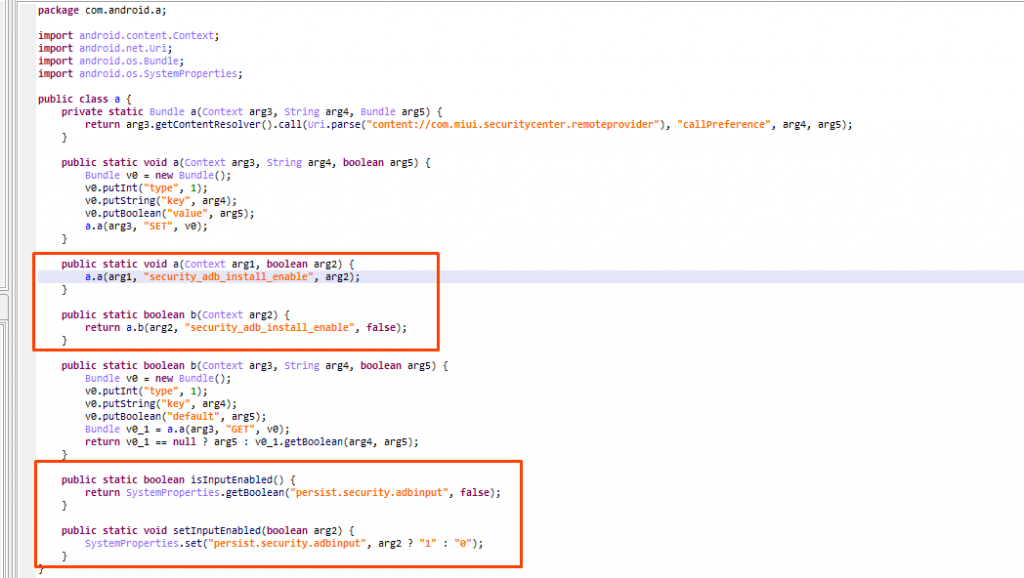 package com.android.a;

import android.content.Context;
import android.net.Uri;
import android.os.Bundle;
import android.os.SystemProperties;

public class a {
    private static Bundle a(Context arg3, String arg4, Bundle arg5) {
        return arg3.getContentResolver().call(Uri.parse("content://com.miui.securitycenter.remoteprovider"), "callPreference", arg4, arg5);
    }

    public static void a(Context arg3, String arg4, boolean arg5) {
        Bundle v0 = new Bundle();
        v0.putInt("type", 1);
        v0.putString("key", arg4);
        v0.putBoolean("value", arg5);
        a.a(arg3, "SET", v0);
    }

    public static void a(Context arg1, boolean arg2) {
        a.a(arg1, "security_adb_install_enable", arg2);
    }

    public static boolean b(Context arg2) {
        return a.b(arg2, "security_adb_install_enable", false);
    }

    public static boolean b(Context arg3, String arg4, boolean arg5) {
        Bundle v0 = new Bundle();
        v0.putInt("type", 1);
        v0.putString("key", arg4);
        v0.putBoolean("default", arg5);
        Bundle v0_1 = a.a(arg3, "GET", v0);
        return v0_1 == null ? arg5 : v0_1.getBoolean(arg4, arg5);
    }

    public static boolean isInputEnabled() {
        return SystemProperties.getBoolean("persist.security.adbinput", false);
    }

    public static void setInputEnabled(boolean arg2) {
        SystemProperties.set("persist.security.adbinput", arg2 ? "1" : "0");
    }
}